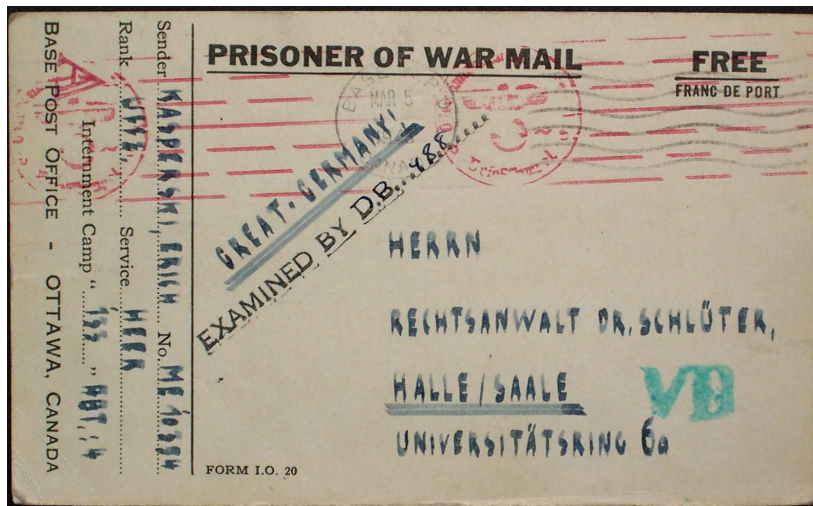 PRISONER OF WAR MAIL
FREE
FRANC DE PORT
MAR 5
GREAT-GERMANY!
EXAMINED BY D.B. 488
HERRN
RECHTSANWALT DR. SCHLÜTER,
HALLE/SAALE
UNIVERSITÄTSRING 6a
VB
FORM I.O. 20
Sender KASPERSKI, ERICH No. ME 10394
Rank UFFZ. Service HEER
Internment Camp "133" ABT.: 4
BASE POST OFFICE - OTTAWA, CANADA